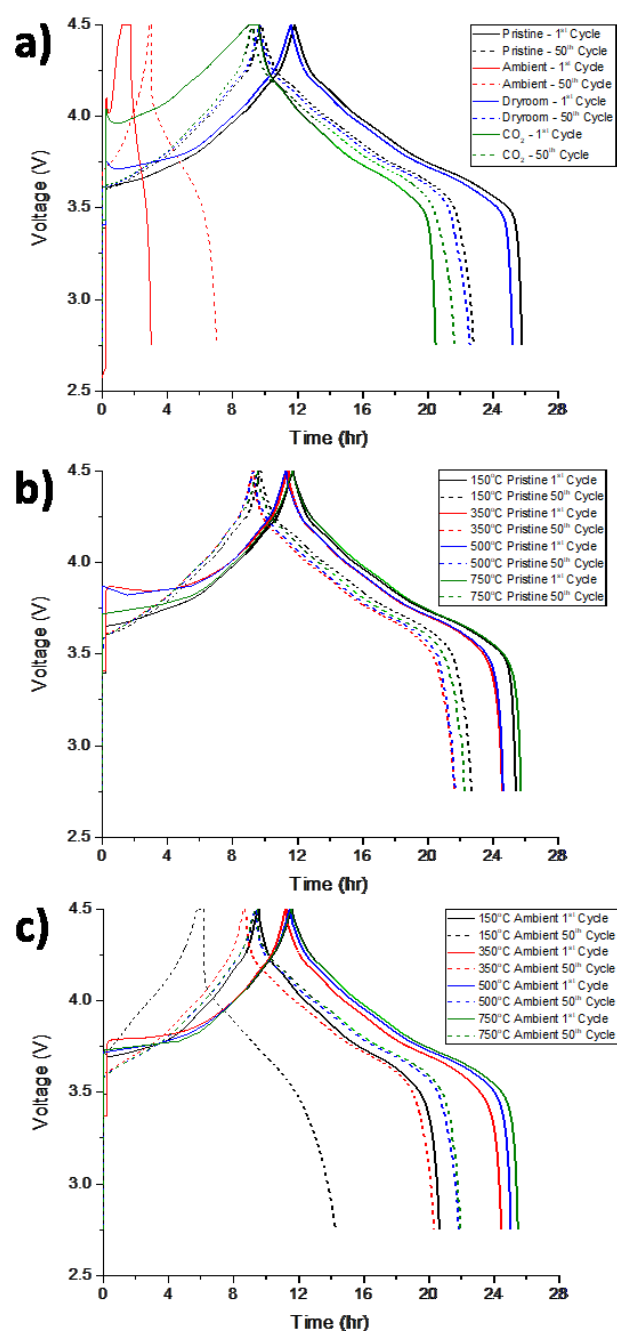 a)
Pristine - 1st Cycle
Pristine - 50th Cycle
Ambient - 1st Cycle
Ambient - 50th Cycle
Dryroom - 1st Cycle
Dryroom - 50th Cycle
CO2 - 1st Cycle
CO2 - 50th Cycle
4.5
4.0
3.5
3.0
2.5
Voltage (V)
0 4 8 12 16 20 24 28
Time (hr)
b)
150°C Pristine 1st Cycle
150°C Pristine 50th Cycle
350°C Pristine 1st Cycle
350°C Pristine 50th Cycle
500°C Pristine 1st Cycle
500°C Pristine 50th Cycle
750°C Pristine 1st Cycle
750°C Pristine 50th Cycle
4.5
4.0
3.5
3.0
2.5
Voltage (V)
0 4 8 12 16 20 24 28
Time (hr)
c)
150°C Ambient 1st Cycle
150°C Ambient 50th Cycle
350°C Ambient 1st Cycle
350°C Ambient 50th Cycle
500°C Ambient 1st Cycle
500°C Ambient 50th Cycle
750°C Ambient 1st Cycle
750°C Ambient 50th Cycle
4.5
4.0
3.5
3.0
2.5
Voltage (V)
0 4 8 12 16 20 24 28
Time (hr)